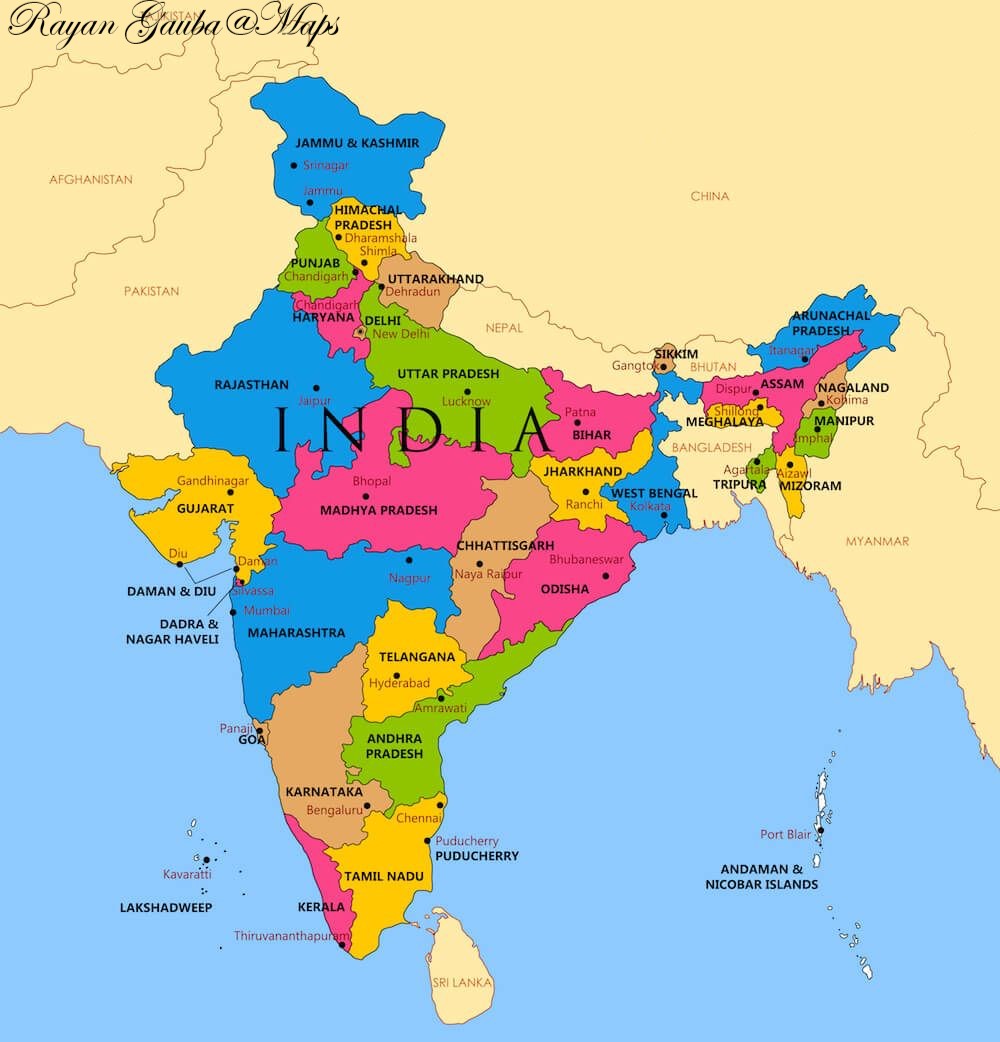 Rayan Gauba@Maps
TAJIKISTAN
AFGHANISTAN
CHINA
PAKISTAN
NEPAL
BHUTAN
BANGLADESH
MYANMAR
SRI LANKA
INDIA
JAMMU & KASHMIR
Srinagar
Jammu
HIMACHAL
PRADESH
Dharamshala
Shimla
PUNJAB
Chandigarh
UTTARAKHAND
Dehradun
Chandigarh
HARYANA
DELHI
New Delhi
RAJASTHAN
Jaipur
UTTAR PRADESH
Lucknow
Patna
BIHAR
SIKKIM
Gangtok
ARUNACHAL
PRADESH
Itanagar
Dispur
ASSAM
NAGALAND
Kohima
Shillong
MEGHALAYA
MANIPUR
Imphal
Agartala
TRIPURA
Aizawl
MIZORAM
Gandhinagar
GUJARAT
Bhopal
MADHYA PRADESH
JHARKHAND
Ranchi
WEST BENGAL
Kolkata
CHHATTISGARH
Naya Raipur
Bhubaneswar
ODISHA
Diu
Daman
DAMAN & DIU
Silvassa
DADRA &
NAGAR HAVELI
Mumbai
Nagpur
MAHARASHTRA
TELANGANA
Hyderabad
Amrawati
ANDHRA
PRADESH
Panaji
GOA
KARNATAKA
Bengaluru
Chennai
Puducherry
PUDUCHERRY
TAMIL NADU
KERALA
Thiruvananthapuram
Kavaratti
LAKSHADWEEP
Port Blair
ANDAMAN &
NICOBAR ISLANDS